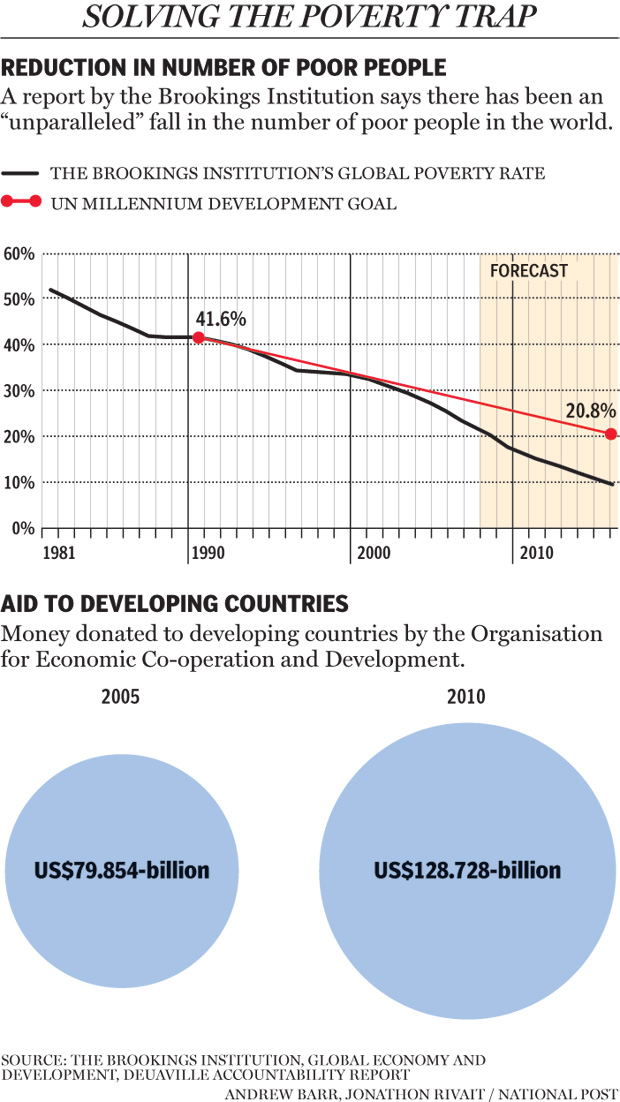 SOLVING THE POVERTY TRAP
REDUCTION IN NUMBER OF POOR PEOPLE
A report by the Brookings Institution says there has been an
“unparalleled” fall in the number of poor people in the world.
THE BROOKINGS INSTITUTION'S GLOBAL POVERTY RATE
UN MILLENNIUM DEVELOPMENT GOAL
60%
FORECAST
50%
41.6%
40%
30%
20.8%
20%
10%
0%
1981 1990 2000 2010
AID TO DEVELOPING COUNTRIES
Money donated to developing countries by the Organisation
for Economic Co-operation and Development.
2005 2010
US$79.854-billion US$128.728-billion
SOURCE: THE BROOKINGS INSTITUTION, GLOBAL ECONOMY AND
DEVELOPMENT, DEUAVILLE ACCOUNTABILITY REPORT
ANDREW BARR, JONATHON RIVAIT / NATIONAL POST